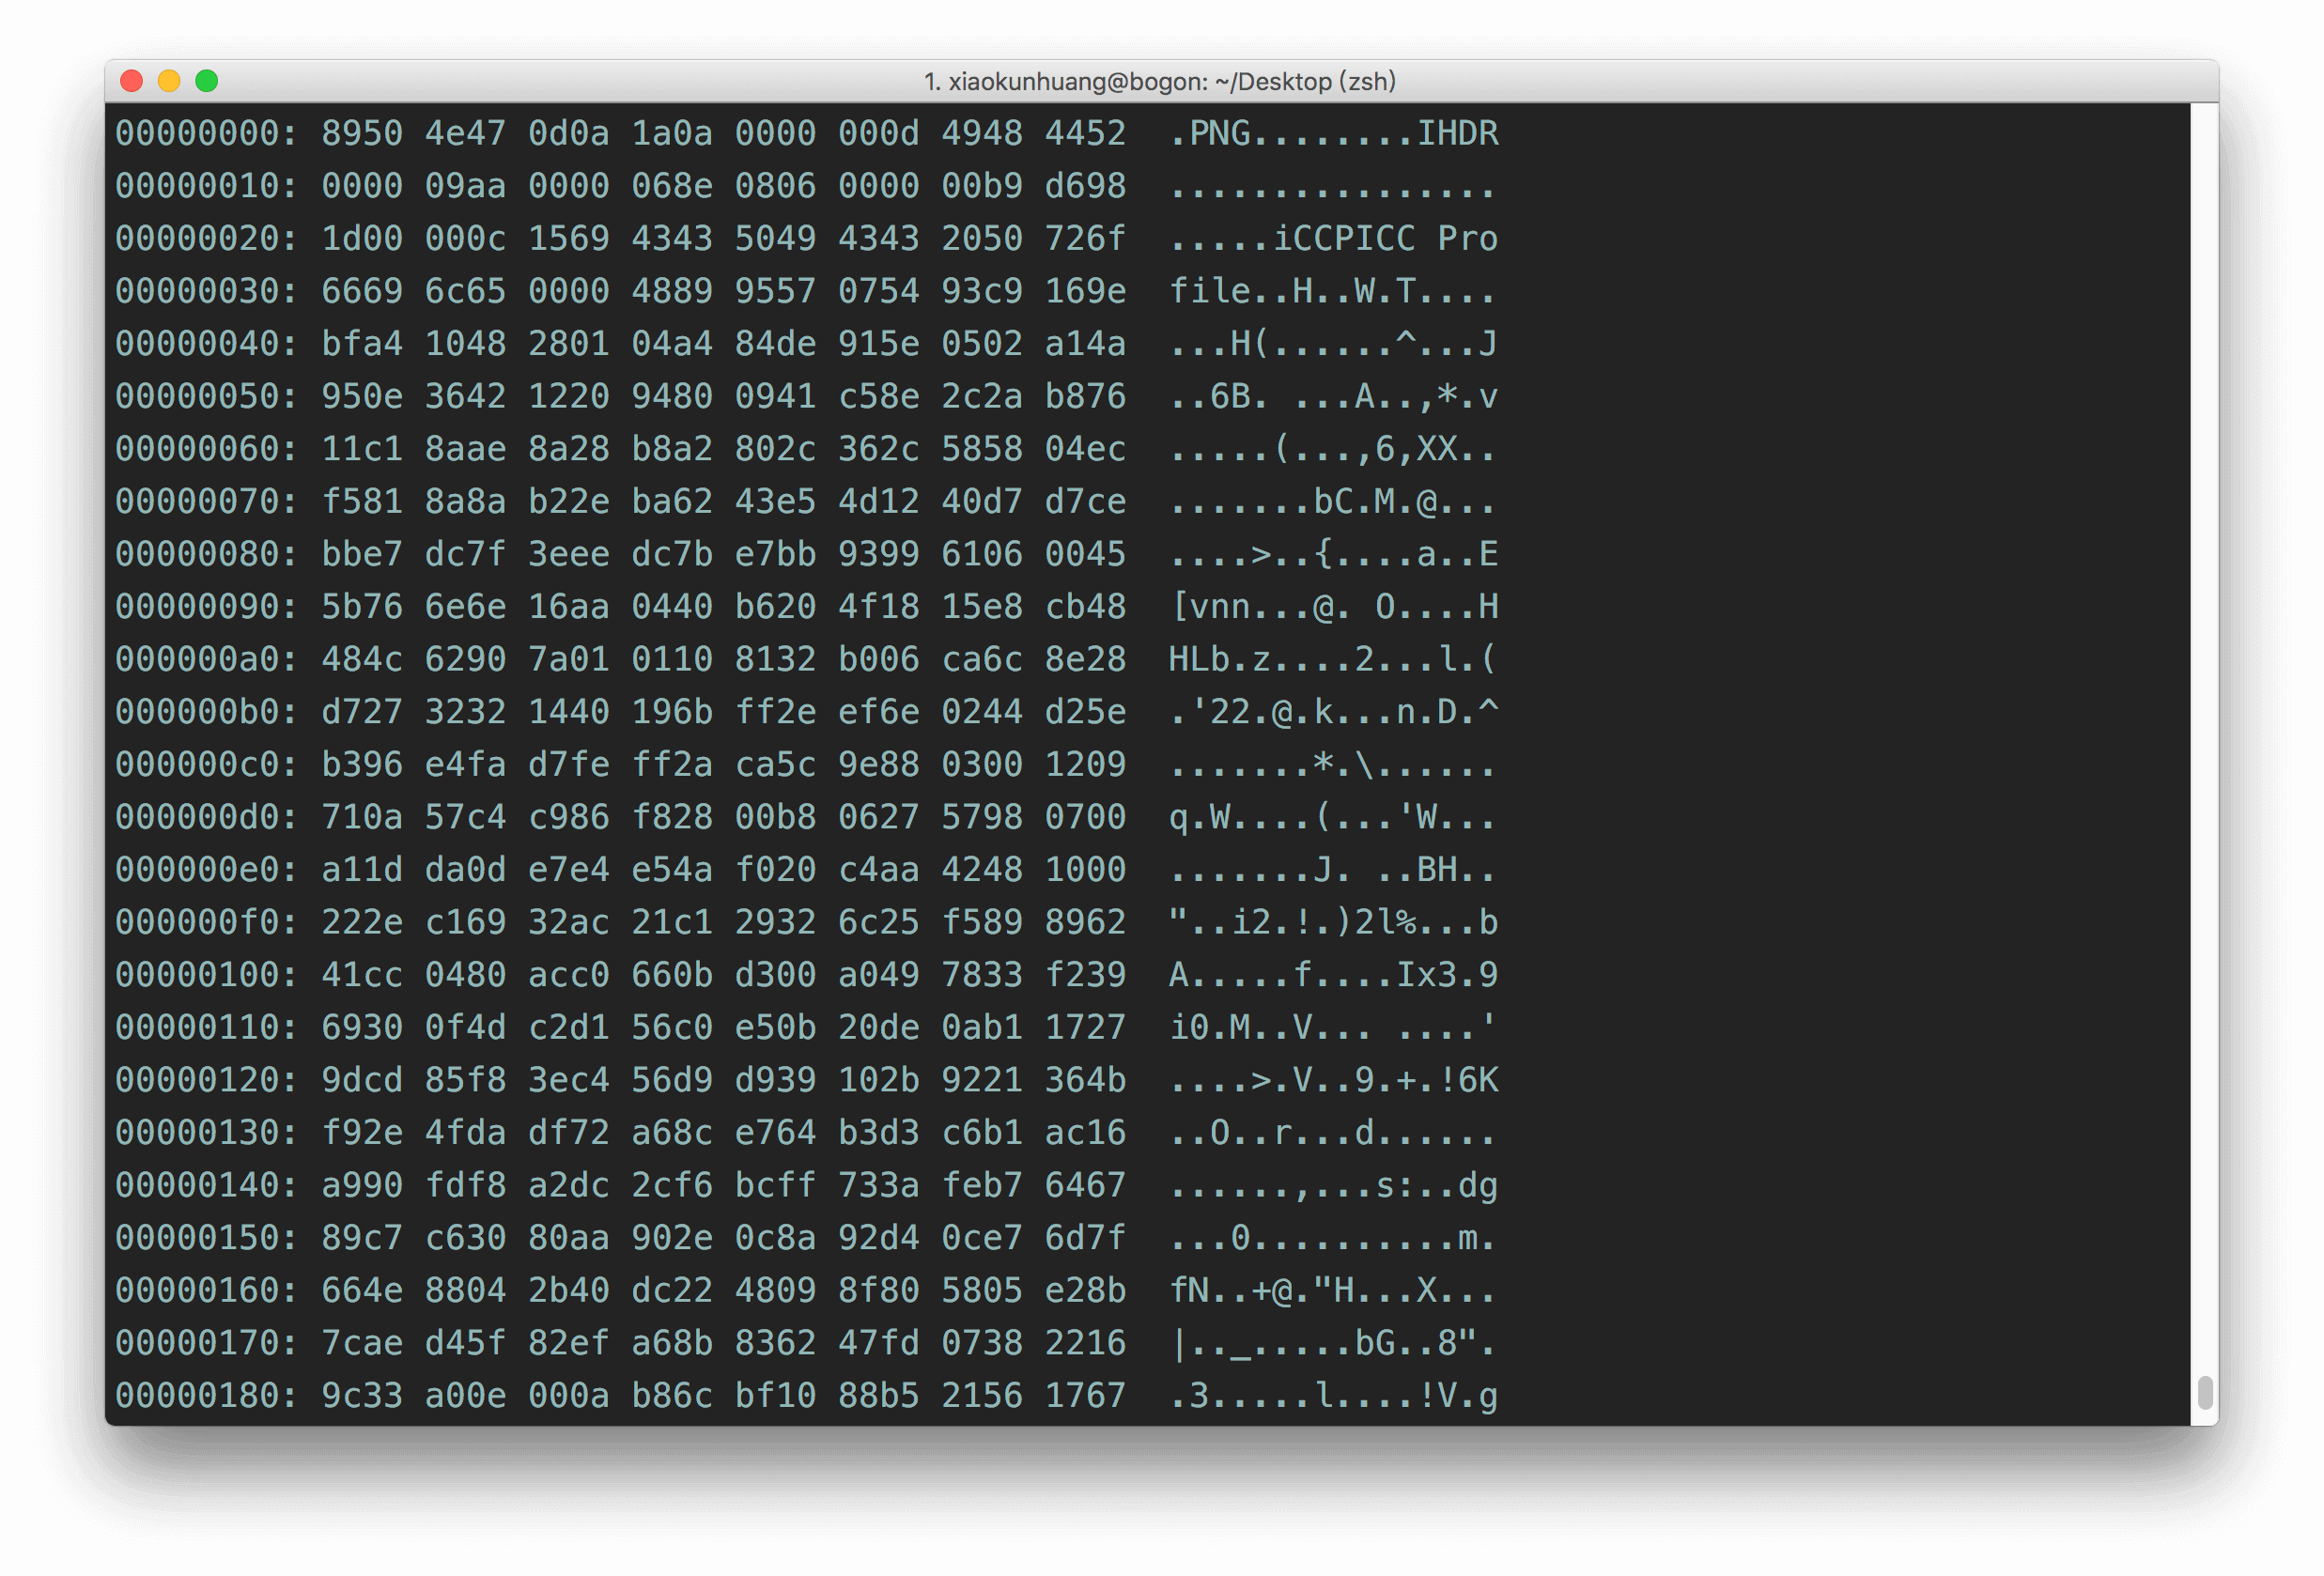 1. xiaokunhuang@bogon: ~/Desktop (zsh)
00000000: 8950 4e47 0d0a 1a0a 0000 000d 4948 4452  .PNG........IHDR
00000010: 0000 09aa 0000 068e 0806 0000 00b9 d698  ................
00000020: 1d00 000c 1569 4343 5049 4343 2050 726f  .....iCCPICC Pro
00000030: 6669 6c65 0000 4889 9557 0754 93c9 169e  file..H..W.T....
00000040: bfa4 1048 2801 04a4 84de 915e 0502 a14a  ...H(......^...J
00000050: 950e 3642 1220 9480 0941 c58e 2c2a b876  ..6B. ...A..,*.v
00000060: 11c1 8aae 8a28 b8a2 802c 362c 5858 04ec  .....(...,6,XX..
00000070: f581 8a8a b22e ba62 43e5 4d12 40d7 d7ce  .......bC.M.@...
00000080: bbe7 dc7f 3eee dc7b e7bb 9399 6106 0045  ....>..{....a..E
00000090: 5b76 6e6e 16aa 0440 b620 4f18 15e8 cb48  [vnn...@. O....H
000000a0: 484c 6290 7a01 0110 8132 b006 ca6c 8e28  HLb.z....2...l.(
000000b0: d727 3232 1440 196b ff2e ef6e 0244 d25e  .'22.@.k...n.D.^
000000c0: b396 e4fa d7fe ff2a ca5c 9e88 0300 1209  .......*.\......
000000d0: 710a 57c4 c986 f828 00b8 0627 5798 0700  q.W....(...'W...
000000e0: a11d da0d e7e4 e54a f020 c4aa 4248 1000  .......J. ..BH..
000000f0: 222e c169 32ac 21c1 2932 6c25 f589 8962  "..i2.!.)2l%...b
00000100: 41cc 0480 acc0 660b d300 a049 7833 f239  A.....f....Ix3.9
00000110: 6930 0f4d c2d1 56c0 e50b 20de 0ab1 1727  i0.M..V... ....'
00000120: 9dcd 85f8 3ec4 56d9 d939 102b 9221 364b  ....>.V..9.+.!6K
00000130: f92e 4fda df72 a68c e764 b3d3 c6b1 ac16  ..O..r...d......
00000140: a990 fdf8 a2dc 2cf6 bcff 733a feb7 6467  ......,...s:..dg
00000150: 89c7 c630 80aa 902e 0c8a 92d4 0ce7 6d7f  ...0..........m.
00000160: 664e 8804 2b40 dc22 4809 8f80 5805 e28b  fN..+@."H...X...
00000170: 7cae d45f 82ef a68b 8362 47fd 0738 2216  |.._.....bG..8".
00000180: 9c33 a00e 000a b86c bf10 88b5 2156 1767  .3.....l....!V.g